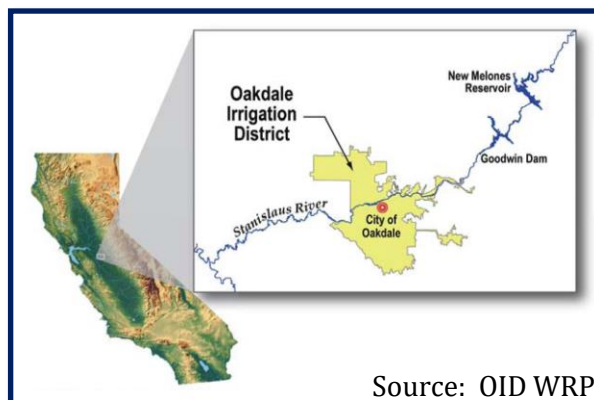 New Melones
Reservoir
Oakdale
Irrigation
District
Goodwin Dam
Stanislaus River
City of
Oakdale
Source: OID WRP